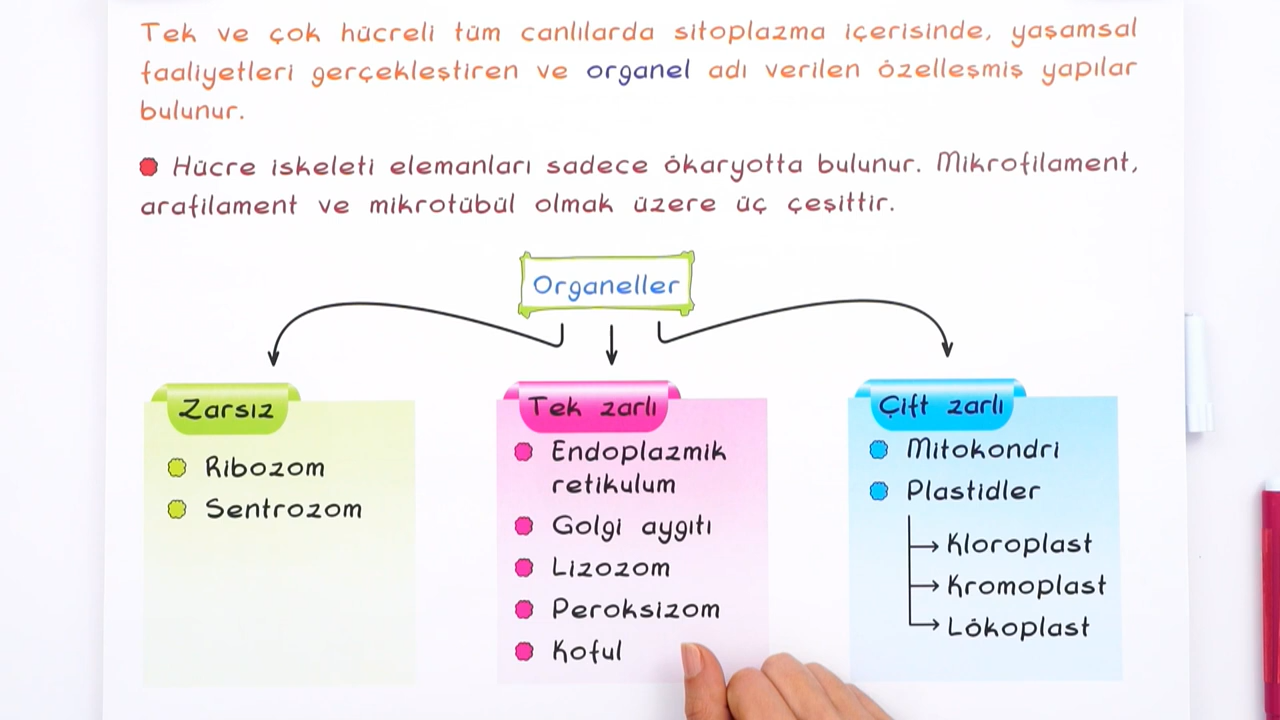 Tek ve çok hücreli tüm canlılarda sitoplazma içerisinde, yaşamsal
faaliyetleri gerçekleştiren ve organel adı verilen özelleşmiş yapılar
bulunur.
Hücre iskeleti elemanları sadece ökaryotta bulunur. Mikrofilament,
arafilament ve mikrotübül olmak üzere üç çeşittir.
Organeller
Zarsız
Ribozom
Sentrozom
Tek zarlı
Endoplazmik
retikulum
Golgi aygıtı
Lizozom
Peroksizom
Koful
Çift zarlı
Mitokondri
Plastidler
Kloroplast
Kromoplast
Lökoplast